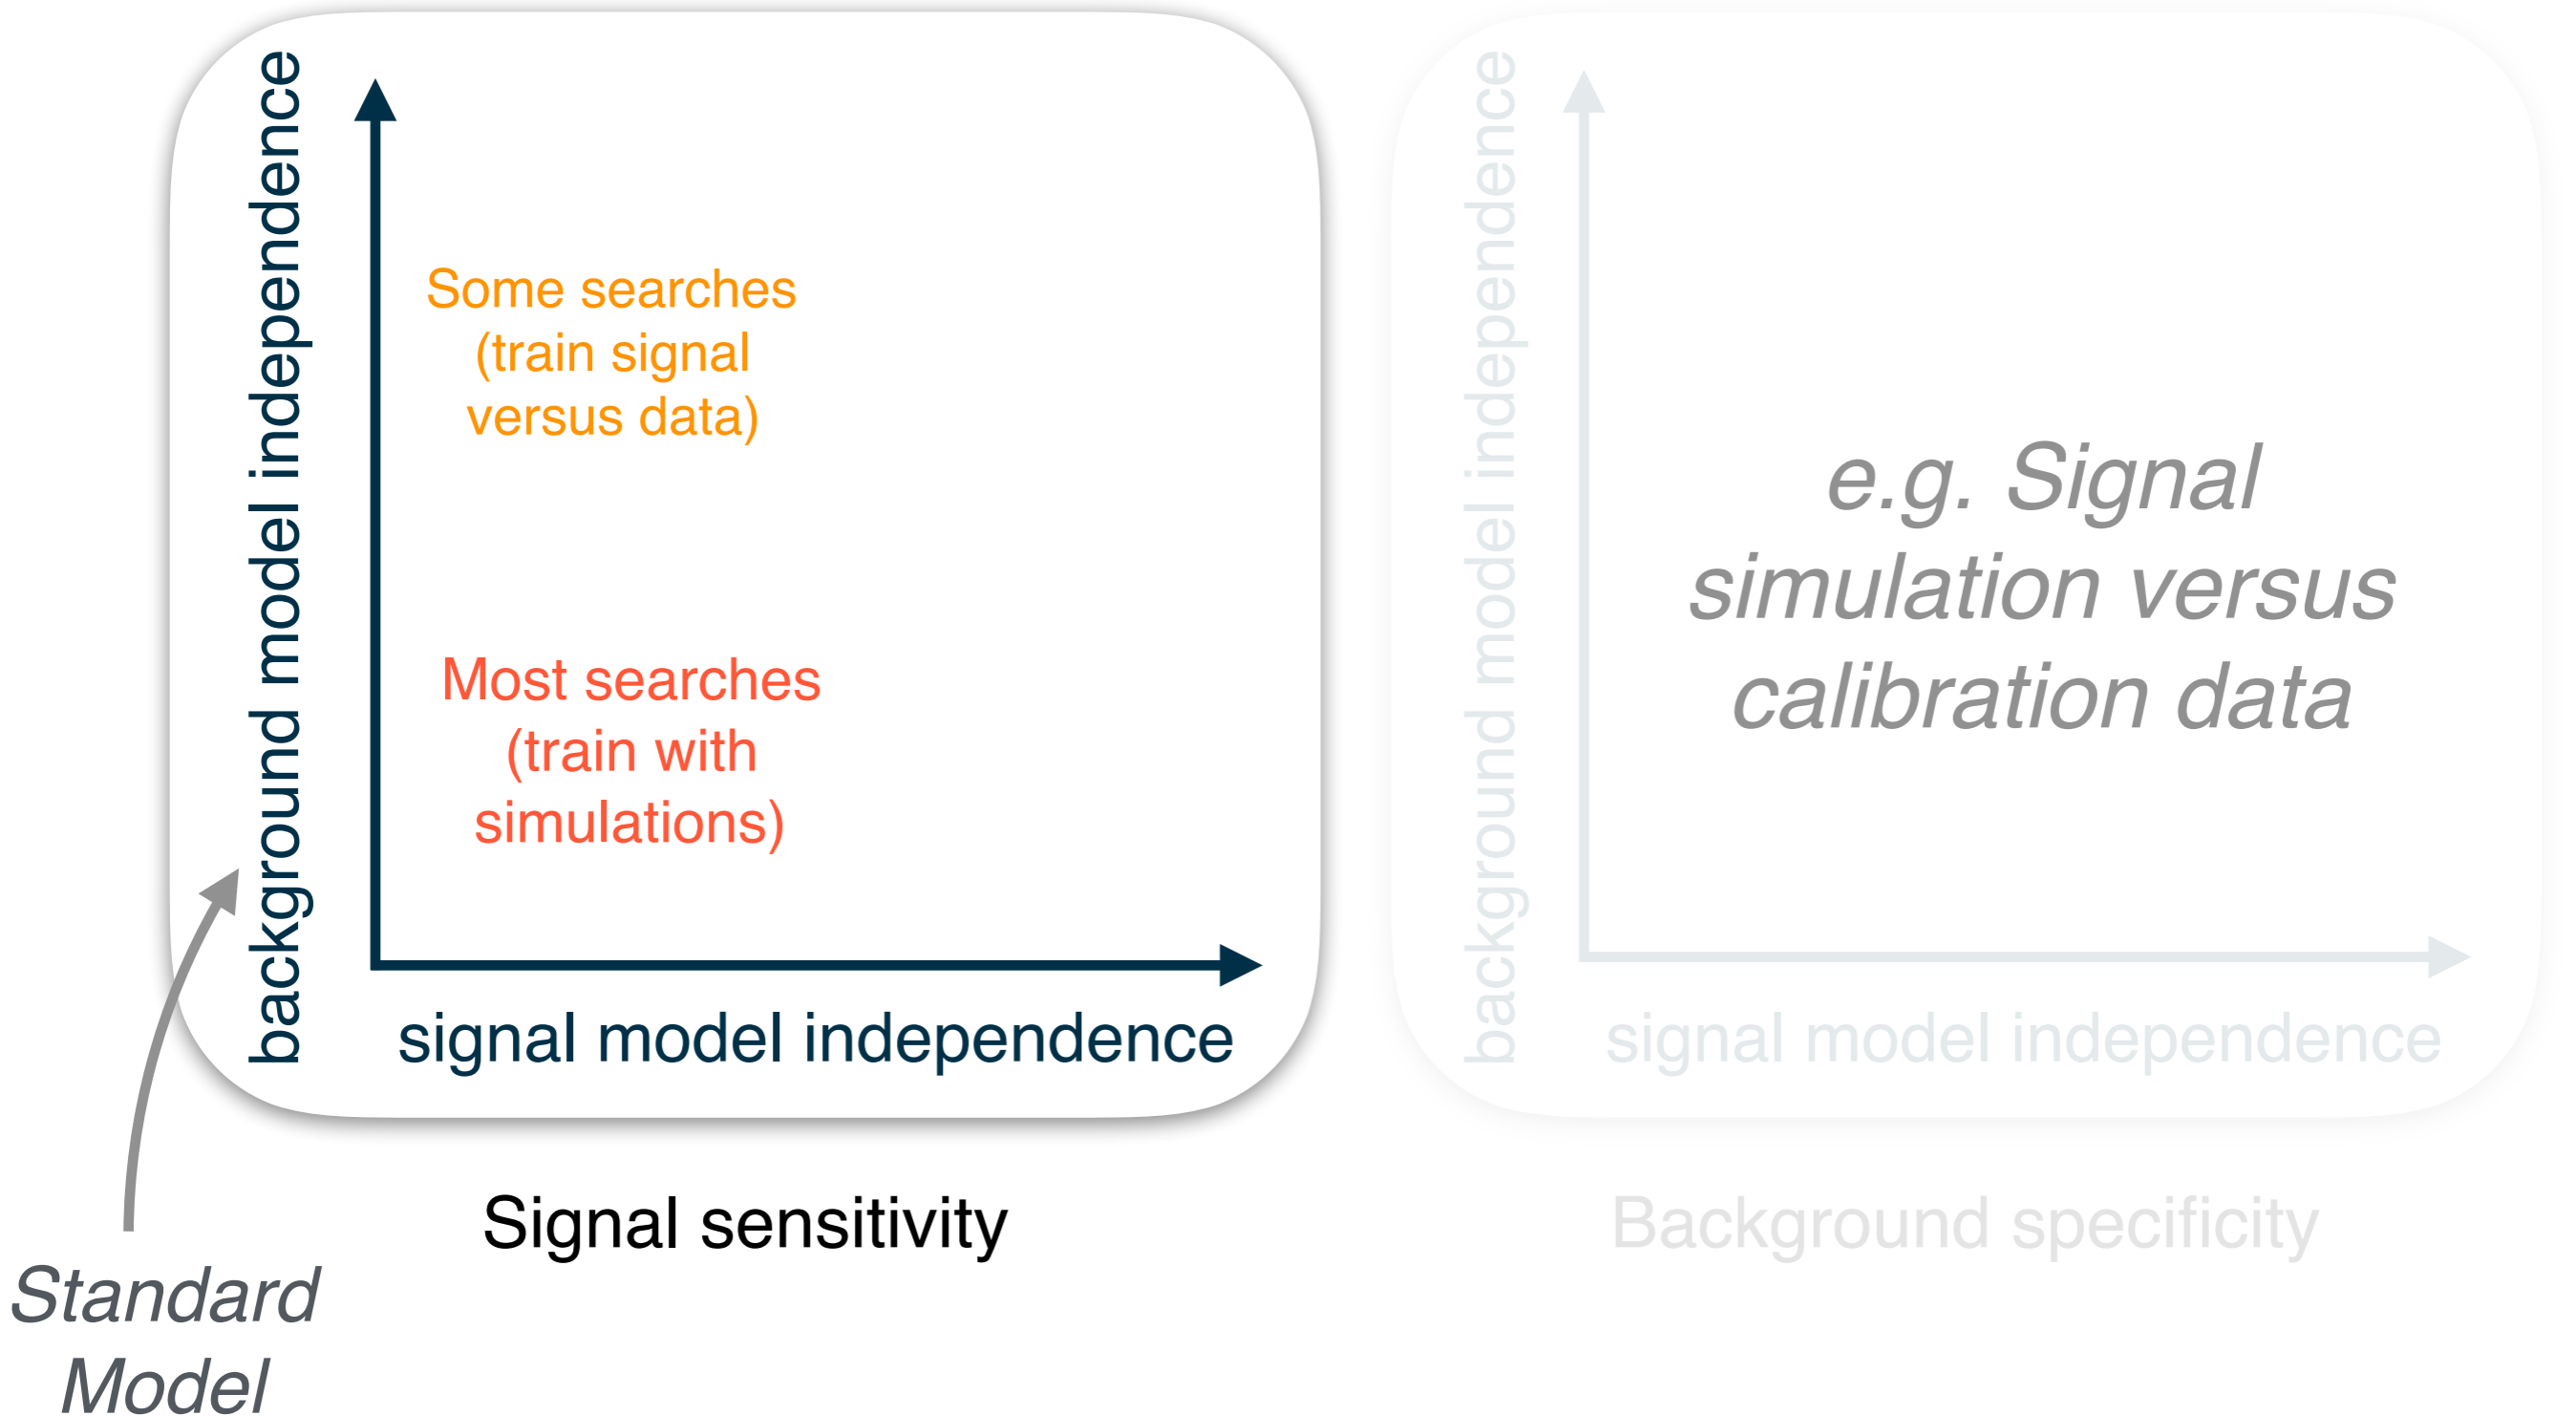 background model independence
Some searches
(train signal
versus data)
Most searches
(train with
simulations)
signal model independence
Signal sensitivity
Standard
Model
background model independence
e.g. Signal
simulation versus
calibration data
signal model independence
Background specificity